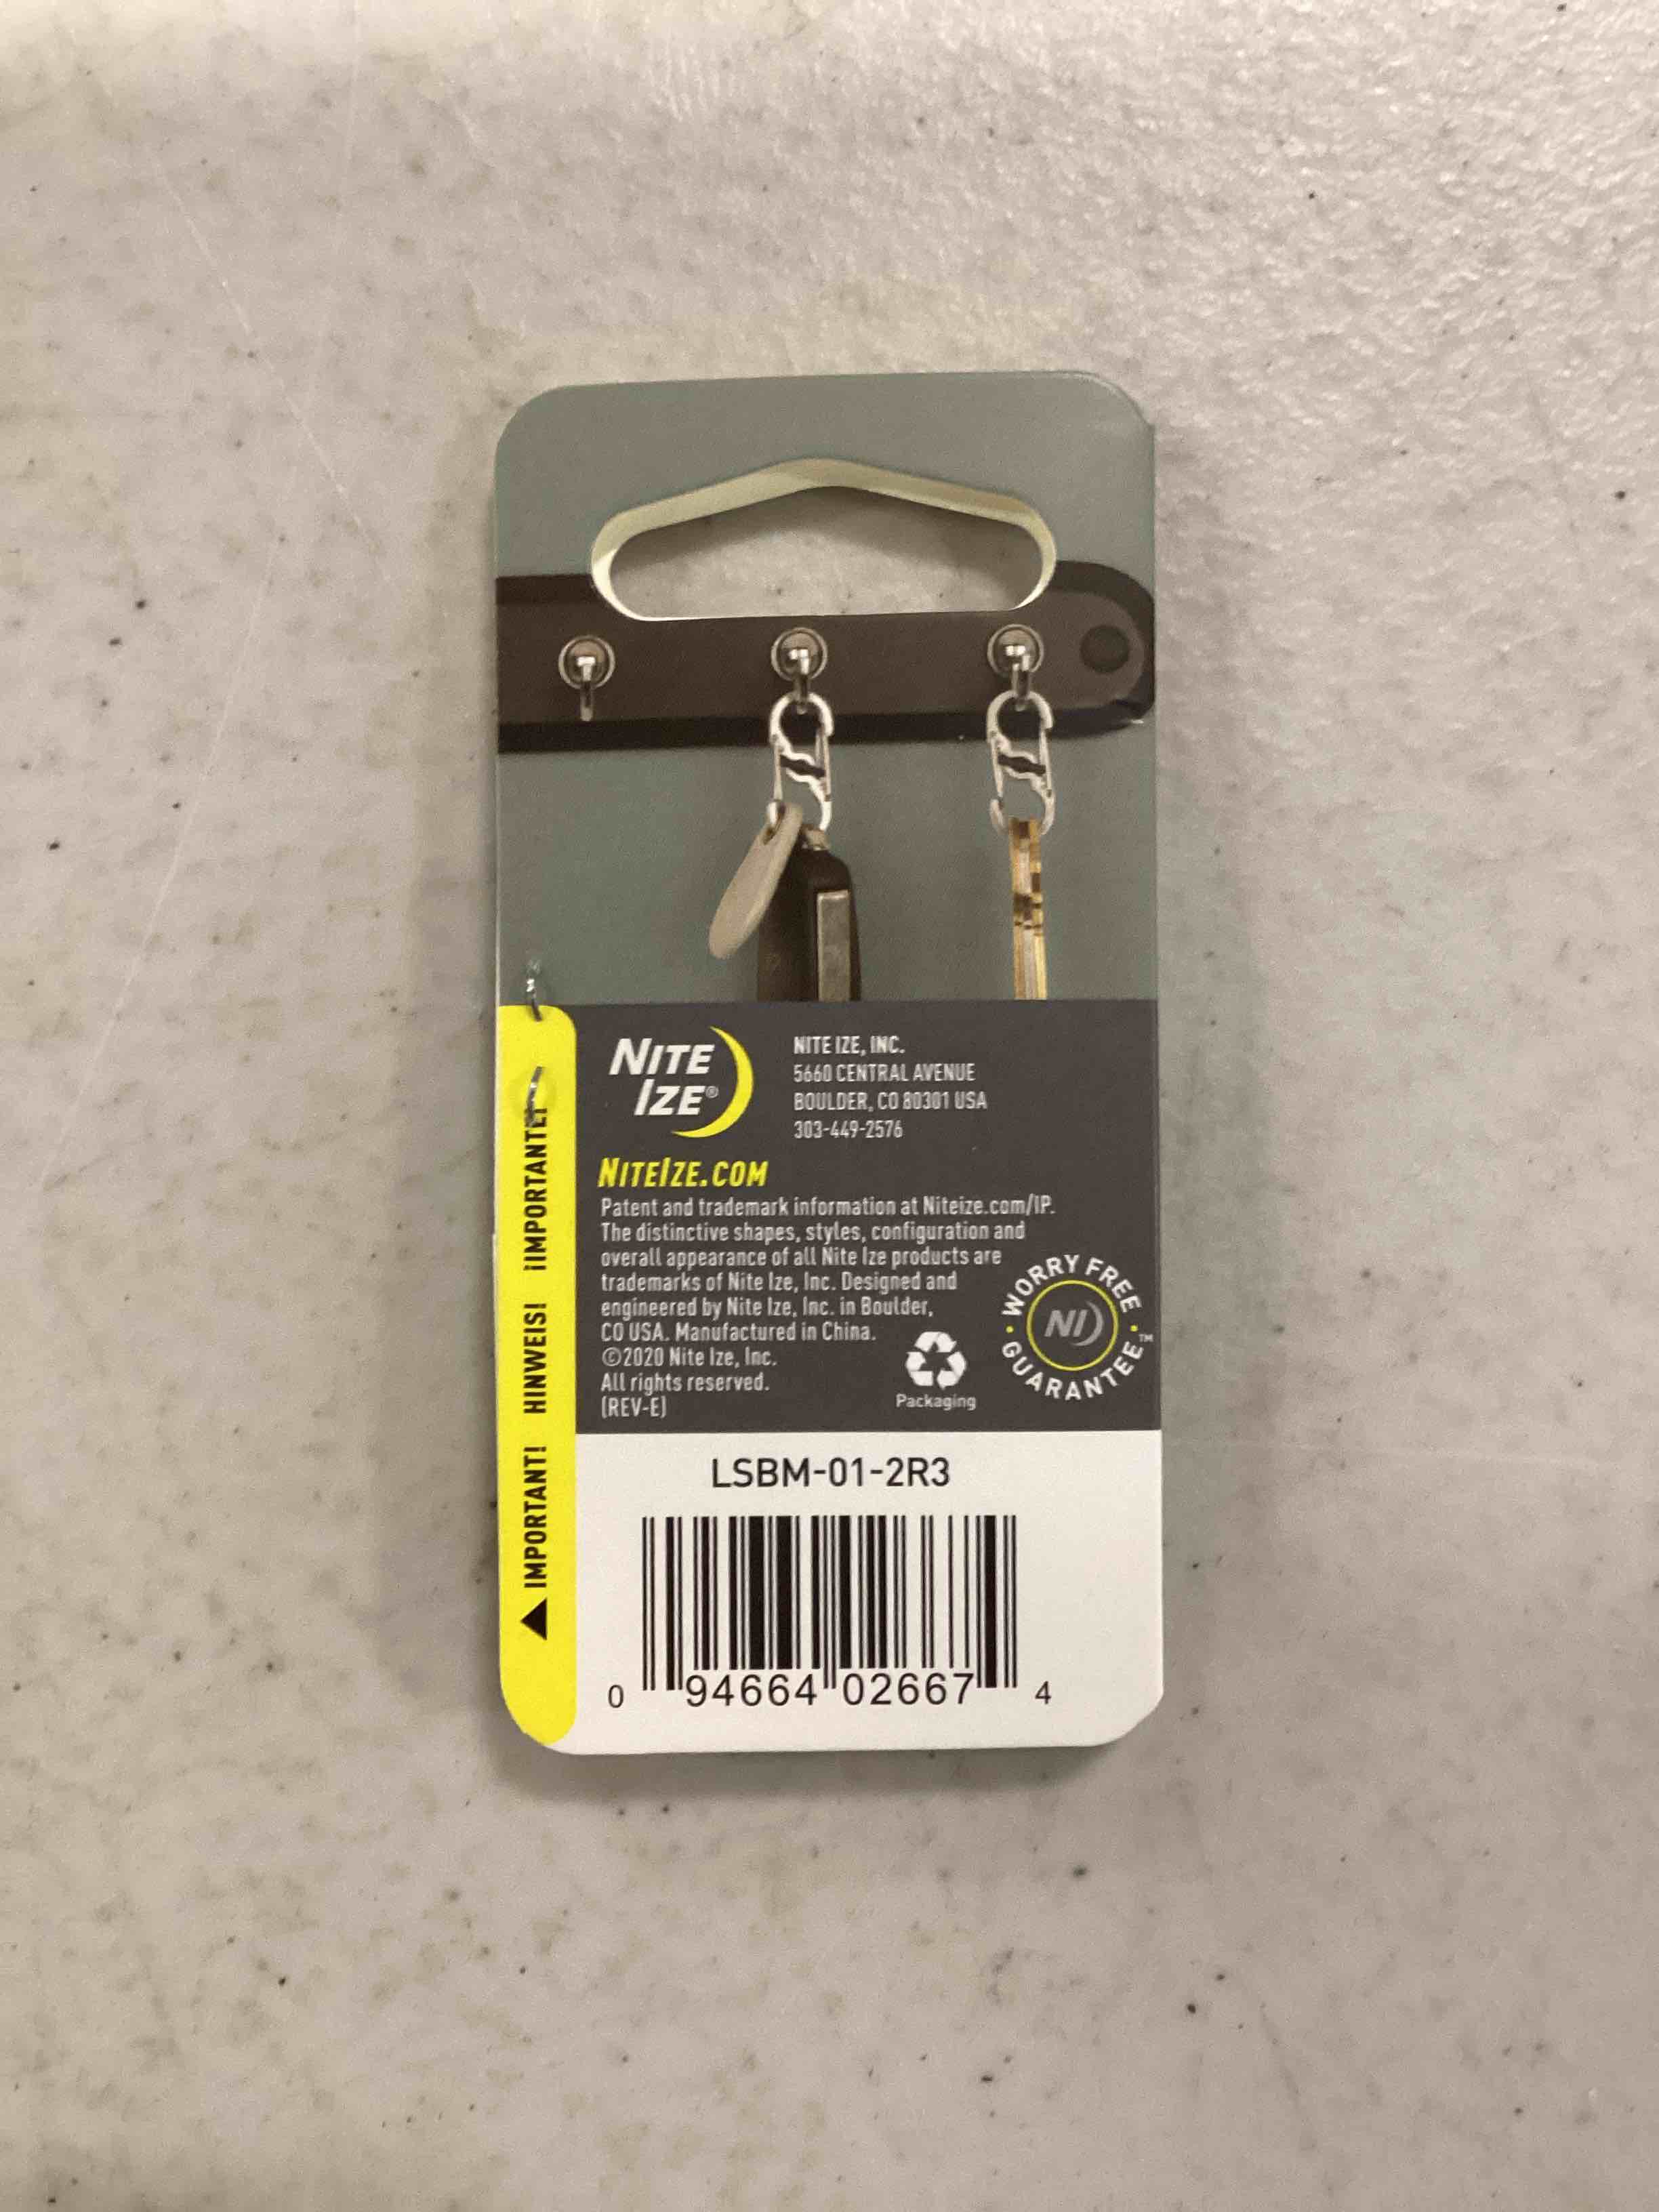 NITE
IZE®
NITE IZE, INC.
5660 CENTRAL AVENUE
BOULDER, CO 80301 USA
303-449-2576
NITEIZE.COM
Patent and trademark information at Niteize.com/IP.
The distinctive shapes, styles, configuration and
overall appearance of all Nite Ize products are
trademarks of Nite Ize, Inc. Designed and
engineered by Nite Ize, Inc. in Boulder,
CO USA. Manufactured in China.
©2020 Nite Ize, Inc.
All rights reserved.
(REV-E)
Packaging
WORRY FREE
NI
GUARANTEE™
IMPORTANT! HINWEIS! ¡IMPORTANTE!
LSBM-01-2R3
0 94664 02667 4